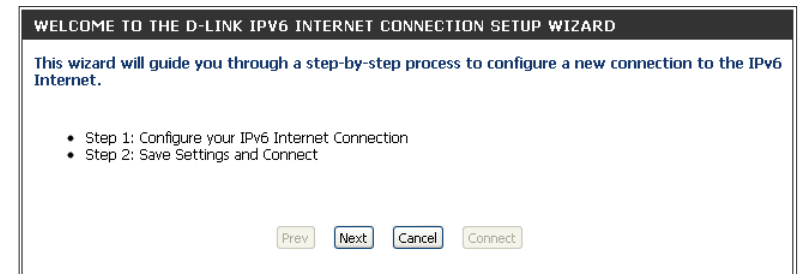 WELCOME TO THE D-LINK IPV6 INTERNET CONNECTION SETUP WIZARD
This wizard will guide you through a step-by-step process to configure a new connection to the IPv6
Internet.
• Step 1: Configure your IPv6 Internet Connection
• Step 2: Save Settings and Connect
Prev Next Cancel Connect